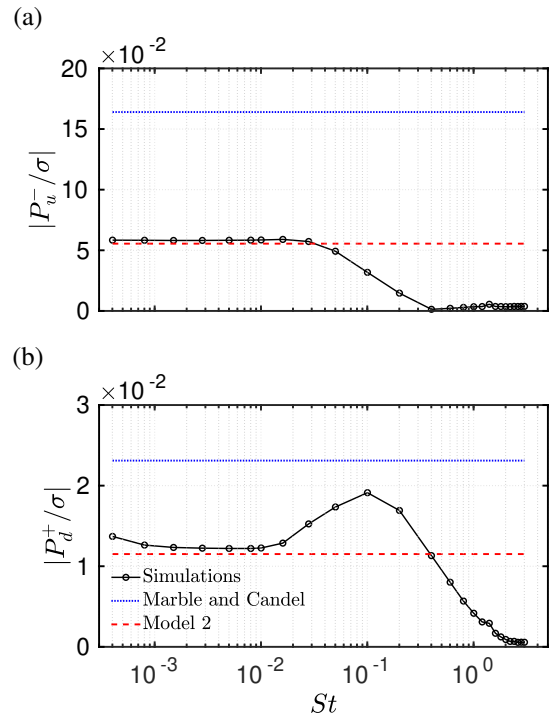 (a)
×10⁻²
20
15
10
5
0
|P_u^-/σ|
(b)
×10⁻²
3
2
1
0
|P_d^+/σ|
Simulations
Marble and Candel
Model 2
10⁻³ 10⁻² 10⁻¹ 10⁰
St